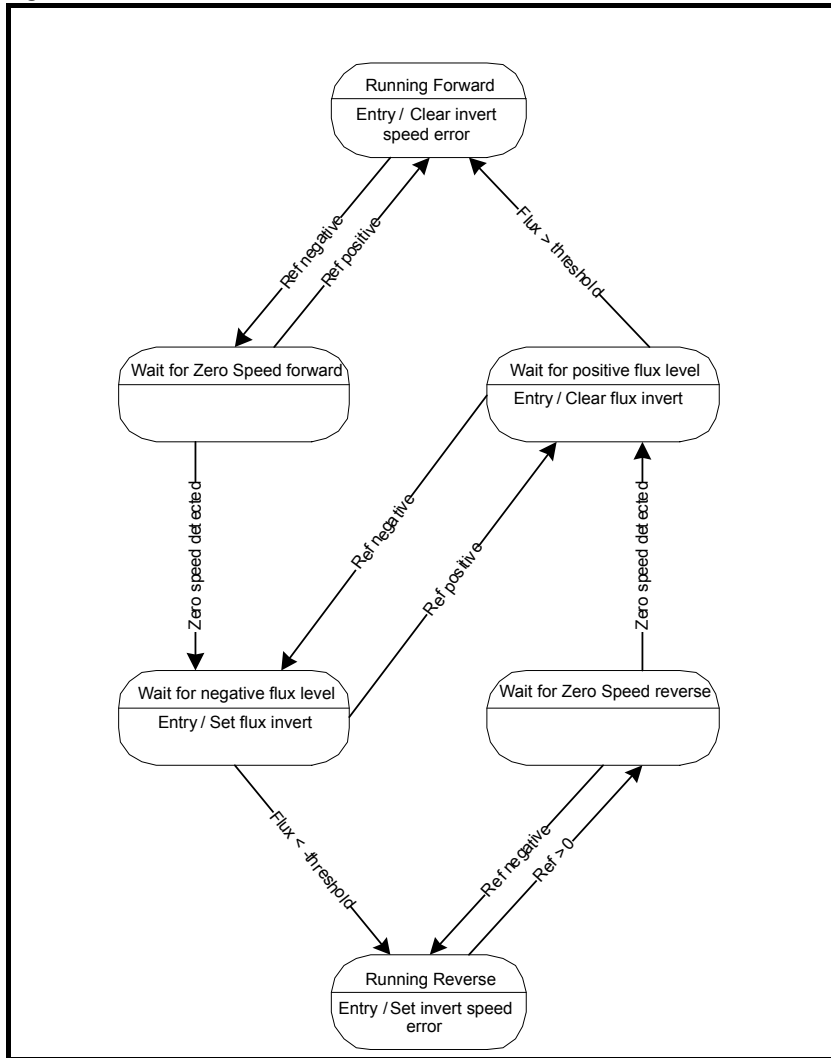 Running Forward
Entry / Clear invert
speed error
Ref negative
Ref positive
Flux > threshold
Wait for Zero Speed forward
Wait for positive flux level
Entry / Clear flux invert
Zero speed detected
Ref negative
Ref positive
Zero speed detected
Wait for negative flux level
Entry / Set flux invert
Wait for Zero Speed reverse
Flux < -threshold
Ref negative
Ref > 0
Running Reverse
Entry / Set invert speed
error